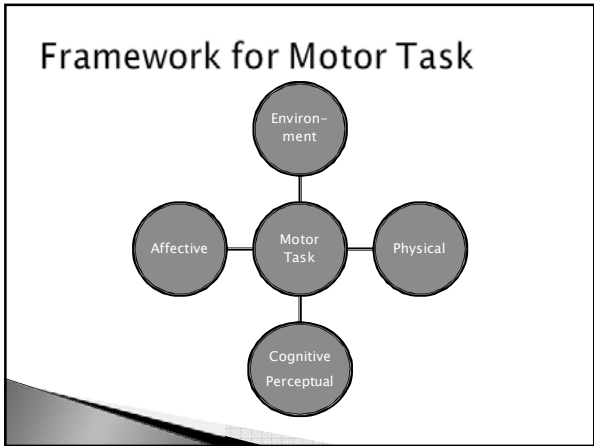 Framework for Motor Task
Environ-
ment
Affective
Motor
Task
Physical
Cognitive
Perceptual